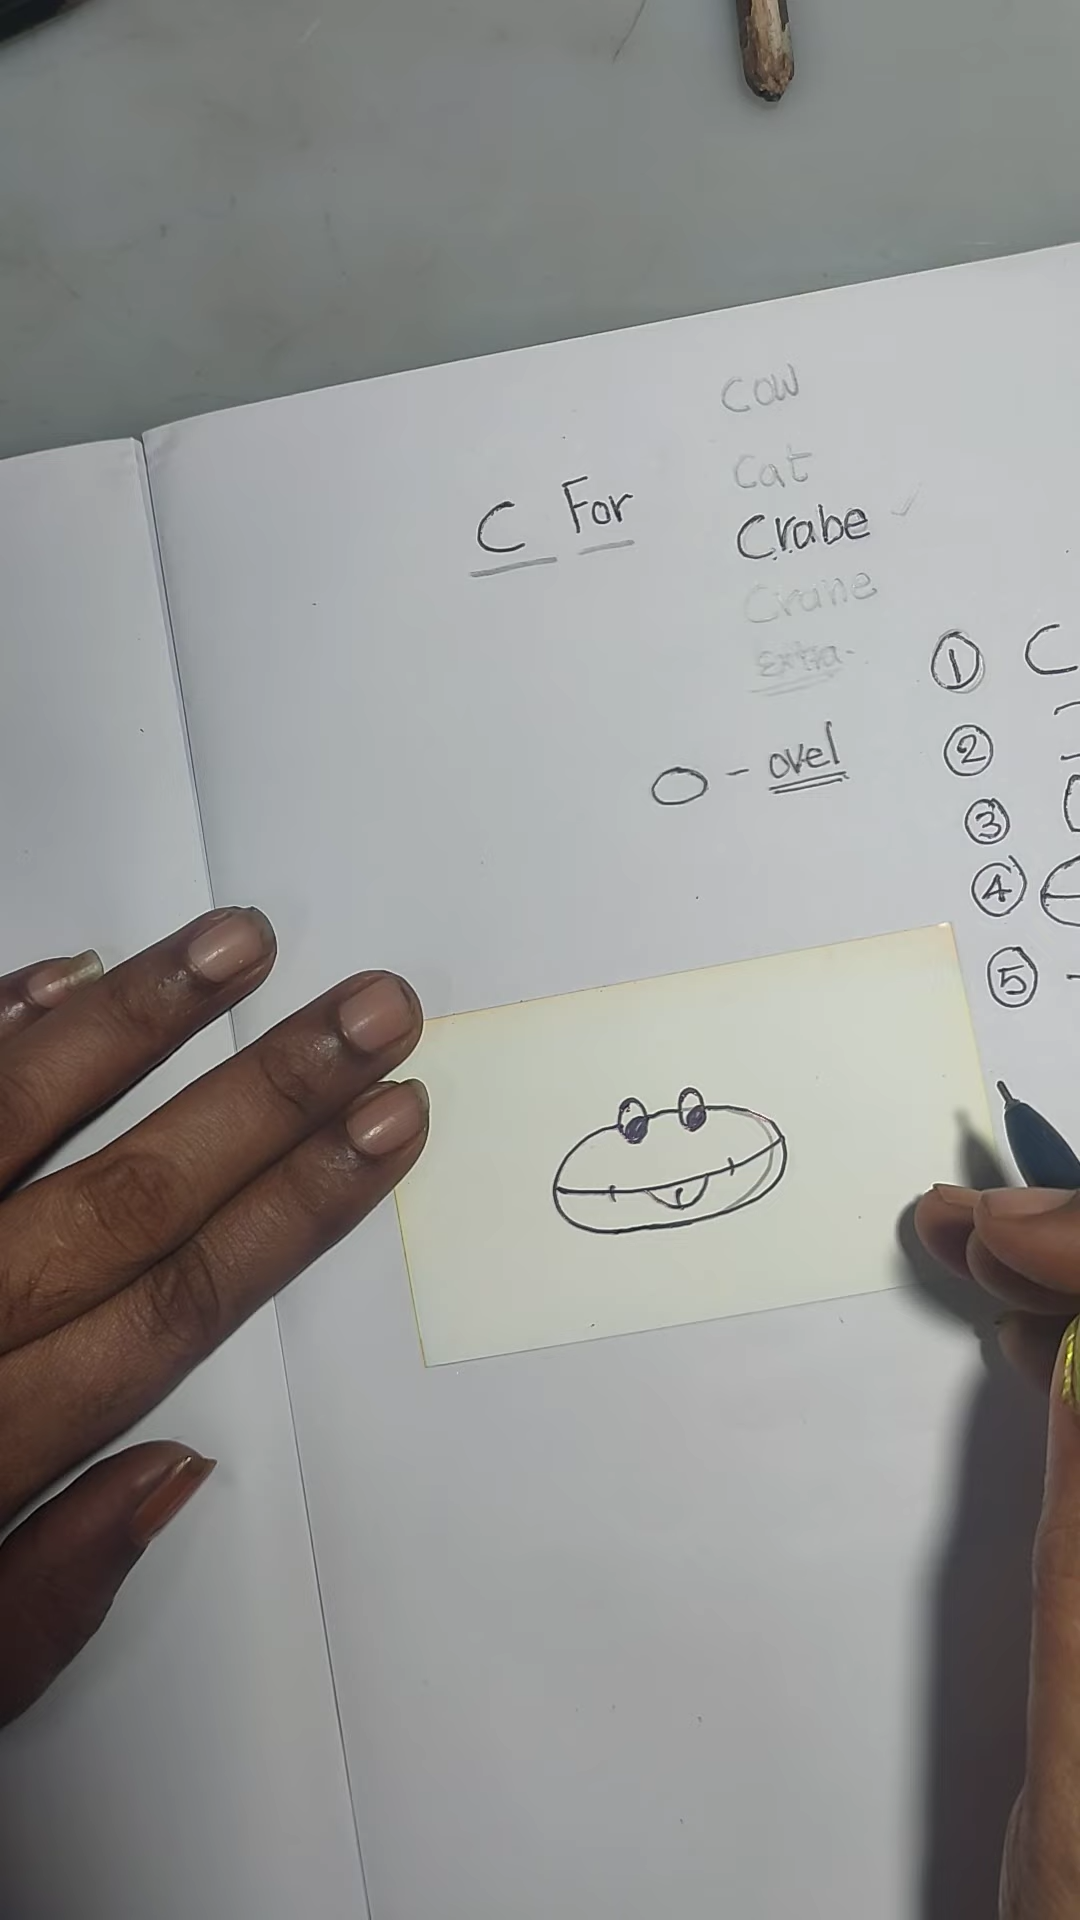 Cow
Cat
C For
Crabe
Crane
Extra
- ovel
① C
②
③
④
⑤ -